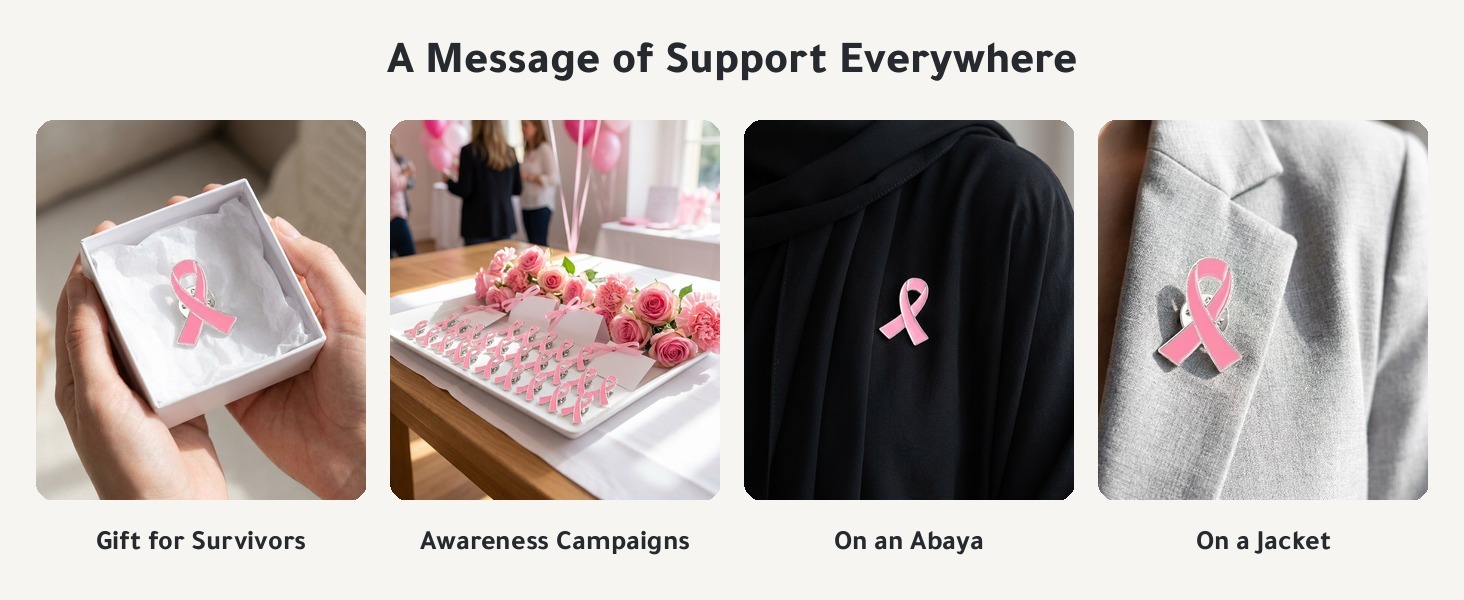 A Message of Support Everywhere
Gift for Survivors
Awareness Campaigns
On an Abaya
On a Jacket